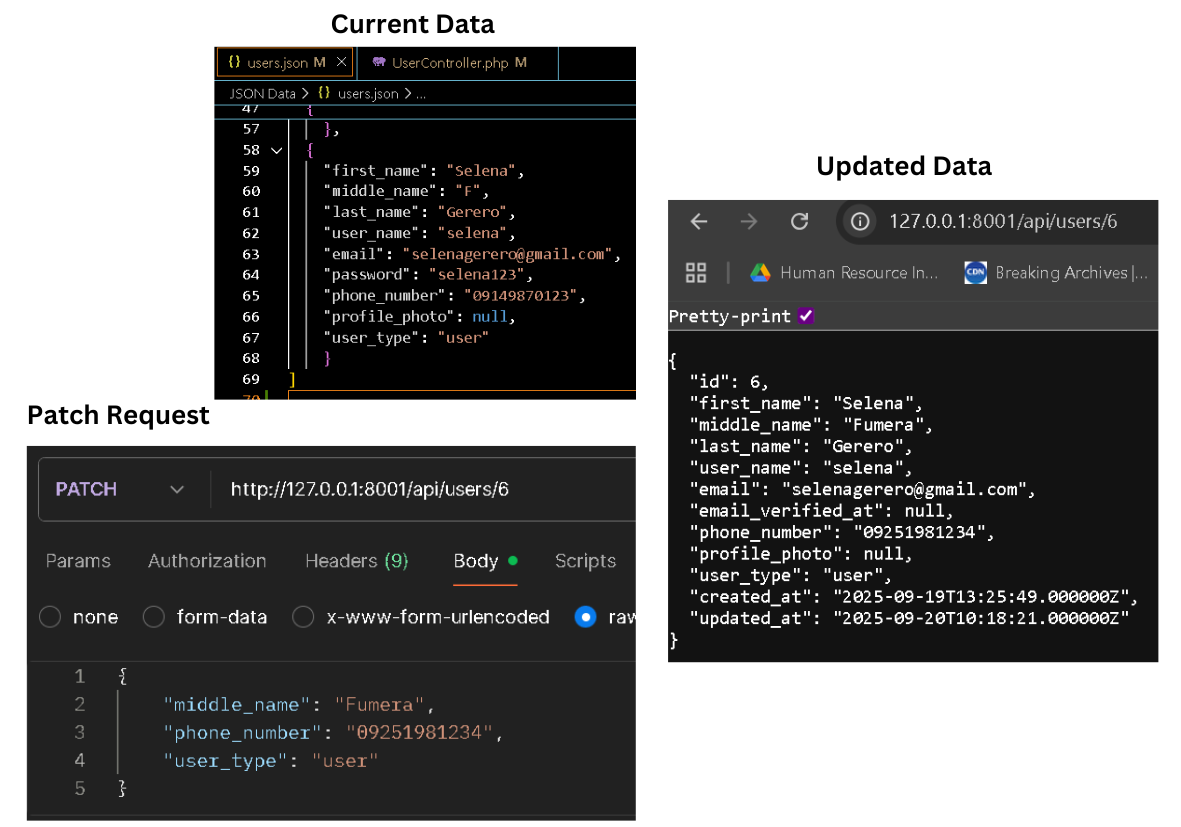 Current Data
{} users.json M × UserController.php M
JSON Data > {} users.json > ...
47 {
57 },
58 {
59 "first_name": "Selena",
60 "middle_name": "F",
61 "last_name": "Gerero",
62 "user_name": "selena",
63 "email": "selenagerero@gmail.com",
64 "password": "selena123",
65 "phone_number": "09149870123",
66 "profile_photo": null,
67 "user_type": "user"
68 }
69 ]
70
Patch Request
PATCH http://127.0.0.1:8001/api/users/6
Params Authorization Headers (9) Body Scripts
none form-data x-www-form-urlencoded raw
1 {
2 "middle_name": "Fumera",
3 "phone_number": "09251981234",
4 "user_type": "user"
5 }
Updated Data
127.0.0.1:8001/api/users/6
Human Resource In... CDN Breaking Archives |...
Pretty-print
{
"id": 6,
"first_name": "Selena",
"middle_name": "Fumera",
"last_name": "Gerero",
"user_name": "selena",
"email": "selenagerero@gmail.com",
"email_verified_at": null,
"phone_number": "09251981234",
"profile_photo": null,
"user_type": "user",
"created_at": "2025-09-19T13:25:49.000000Z",
"updated_at": "2025-09-20T10:18:21.000000Z"
}